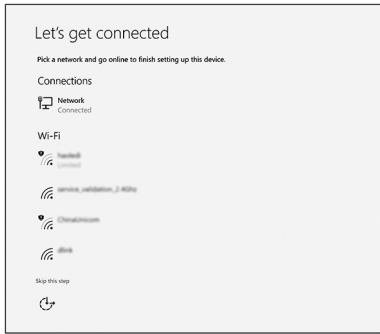 Let's get connected
Pick a network and go online to finish setting up this device.
Connections
Network
Connected
Wi-Fi
Limited
service_validation_2.4Ghz
ChinaUnicom
dlink
Skip this step